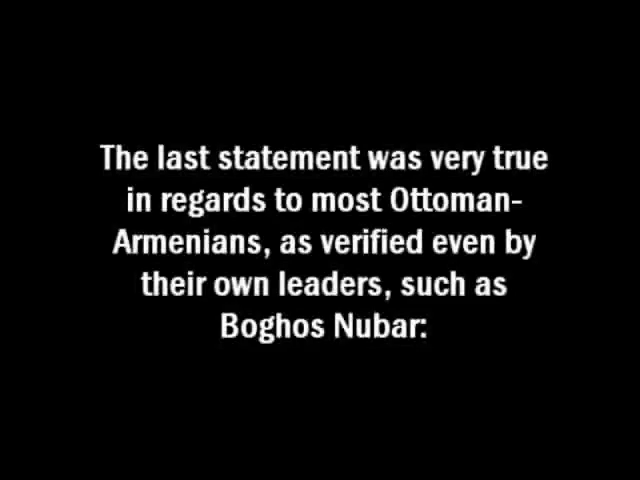 The last statement was very true
in regards to most Ottoman-
Armenians, as verified even by
their own leaders, such as
Boghos Nubar: